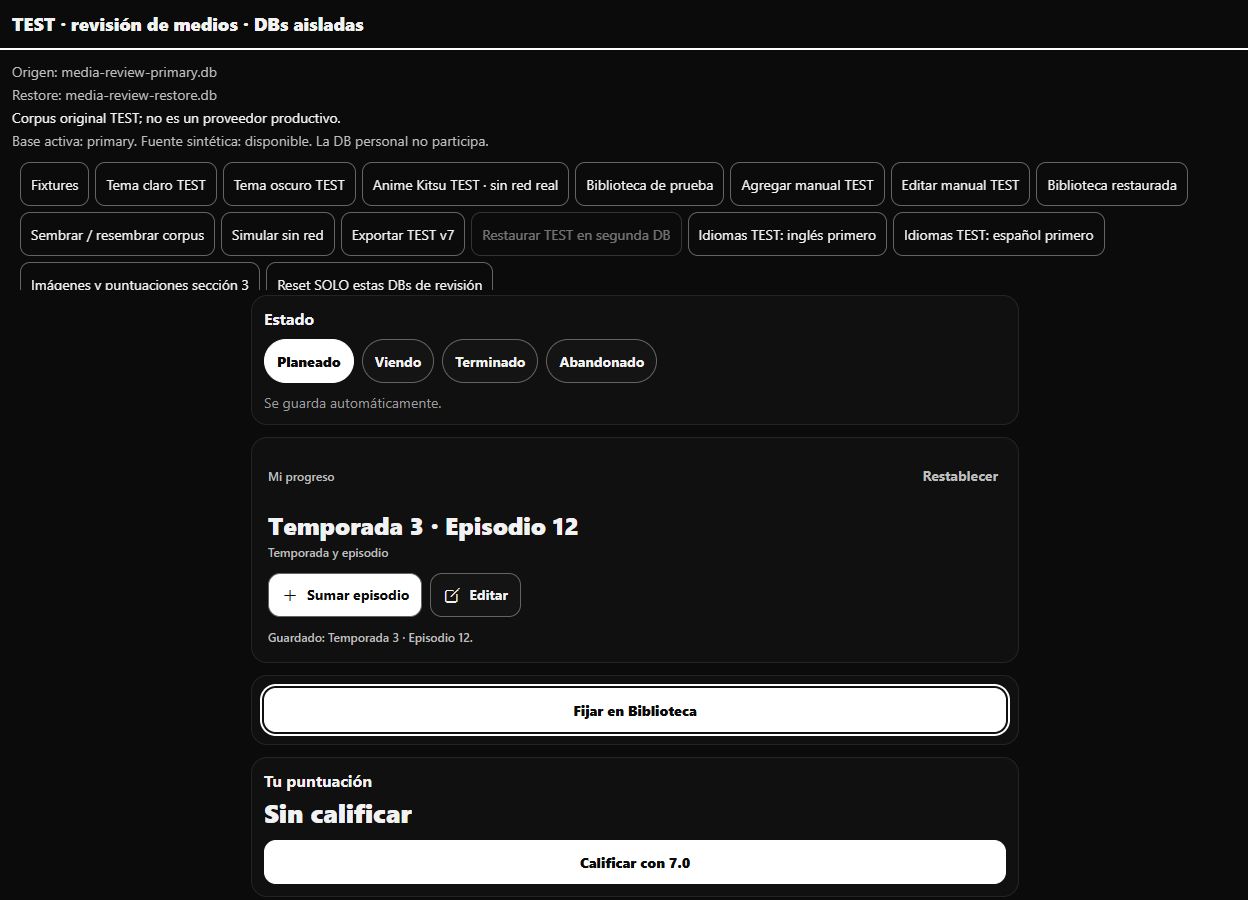 TEST · revisión de medios · DBs aisladas
Origen: media-review-primary.db
Restore: media-review-restore.db
Corpus original TEST; no es un proveedor productivo.
Base activa: primary. Fuente sintética: disponible. La DB personal no participa.
Fixtures Tema claro TEST Tema oscuro TEST Anime Kitsu TEST · sin red real Biblioteca de prueba Agregar manual TEST Editar manual TEST Biblioteca restaurada
Sembrar / resembrar corpus Simular sin red Exportar TEST v7 Restaurar TEST en segunda DB Idiomas TEST: inglés primero Idiomas TEST: español primero
Imágenes y puntuaciones sección 3 Reset SOLO estas DBs de revisión
Estado
Planeado Viendo Terminado Abandonado
Se guarda automáticamente.
Mi progreso Restablecer
Temporada 3 · Episodio 12
Temporada y episodio
+ Sumar episodio Editar
Guardado: Temporada 3 · Episodio 12.
Fijar en Biblioteca
Tu puntuación
Sin calificar
Calificar con 7.0